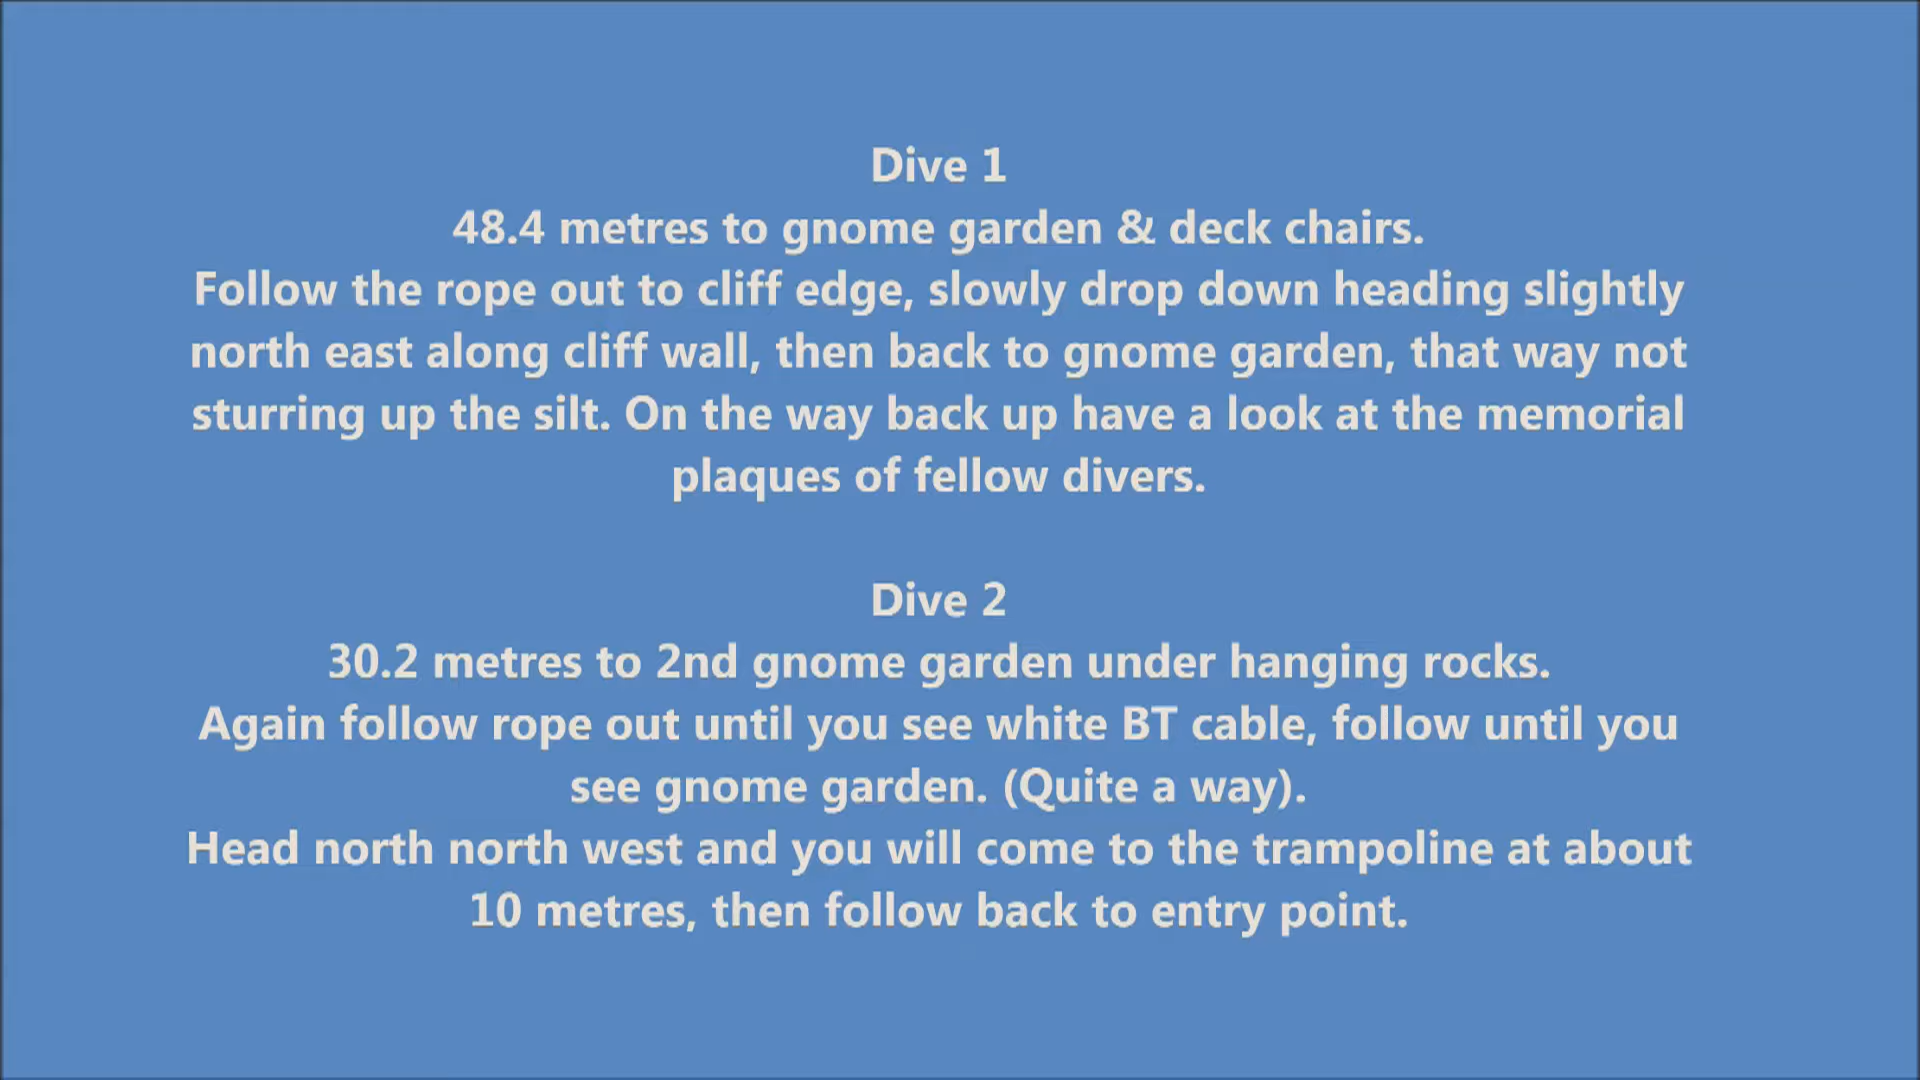 Dive 1
48.4 metres to gnome garden & deck chairs.
Follow the rope out to cliff edge, slowly drop down heading slightly
north east along cliff wall, then back to gnome garden, that way not
sturring up the silt. On the way back up have a look at the memorial
plaques of fellow divers.
Dive 2
30.2 metres to 2nd gnome garden under hanging rocks.
Again follow rope out until you see white BT cable, follow until you
see gnome garden. (Quite a way).
Head north north west and you will come to the trampoline at about
10 metres, then follow back to entry point.